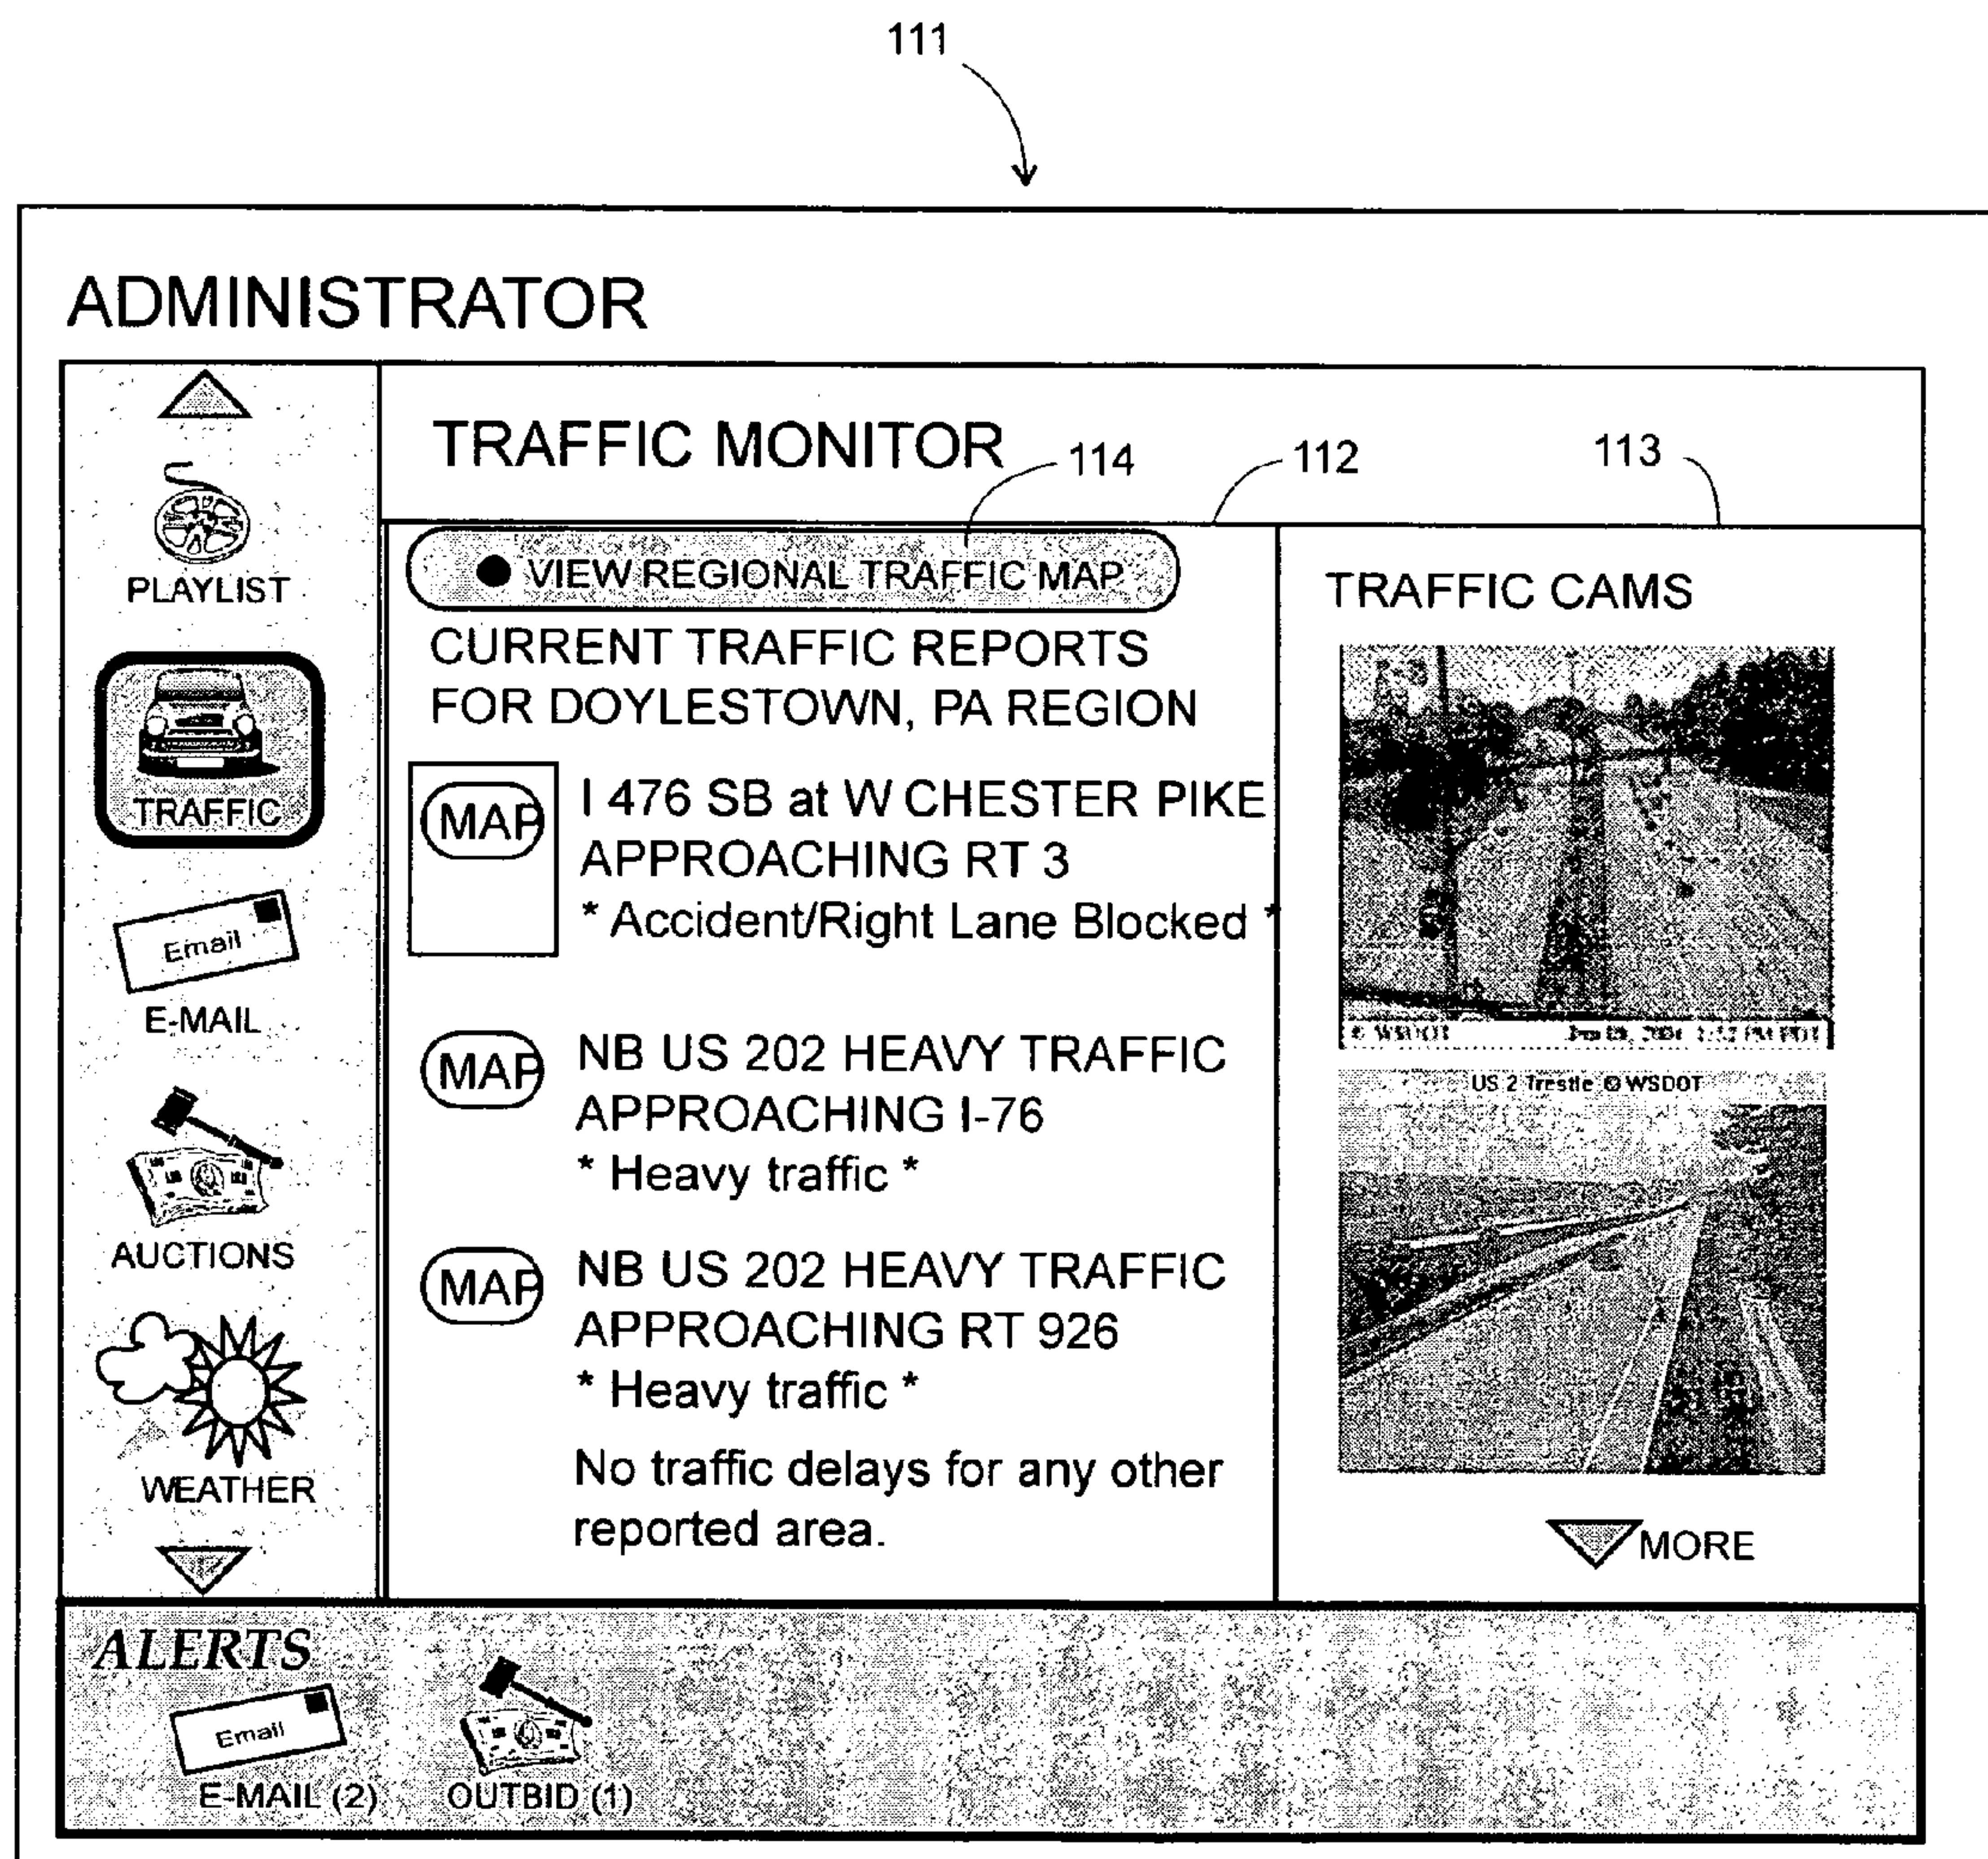 111
ADMINISTRATOR
PLAYLIST
TRAFFIC
Email
E-MAIL
AUCTIONS
WEATHER
TRAFFIC MONITOR
114
112
113
VIEW REGIONAL TRAFFIC MAP
CURRENT TRAFFIC REPORTS
FOR DOYLESTOWN, PA REGION
MAP
I 476 SB at W CHESTER PIKE
APPROACHING RT 3
* Accident/Right Lane Blocked *
MAP
NB US 202 HEAVY TRAFFIC
APPROACHING I-76
* Heavy traffic *
MAP
NB US 202 HEAVY TRAFFIC
APPROACHING RT 926
* Heavy traffic *
No traffic delays for any other
reported area.
TRAFFIC CAMS
© WSDOT
PM PDT
US 2 Trestle © WSDOT
MORE
ALERTS
Email
E-MAIL (2)
OUTBID (1)